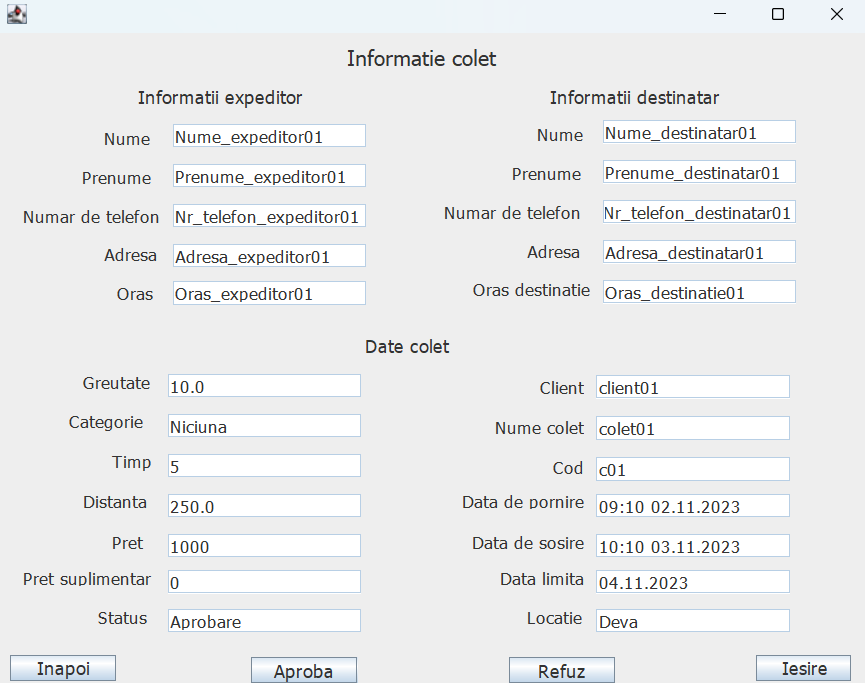 Informatie colet
Informatii expeditor
Nume Nume_expeditor01
Prenume Prenume_expeditor01
Numar de telefon Nr_telefon_expeditor01
Adresa Adresa_expeditor01
Oras Oras_expeditor01
Informatii destinatar
Nume Nume_destinatar01
Prenume Prenume_destinatar01
Numar de telefon Nr_telefon_destinatar01
Adresa Adresa_destinatar01
Oras destinatie Oras_destinatie01
Date colet
Greutate 10.0
Categorie Niciuna
Timp 5
Distanta 250.0
Pret 1000
Pret suplimentar 0
Status Aprobare
Client client01
Nume colet colet01
Cod c01
Data de pornire 09:10 02.11.2023
Data de sosire 10:10 03.11.2023
Data limita 04.11.2023
Locatie Deva
Inapoi Aproba Refuz Iesire